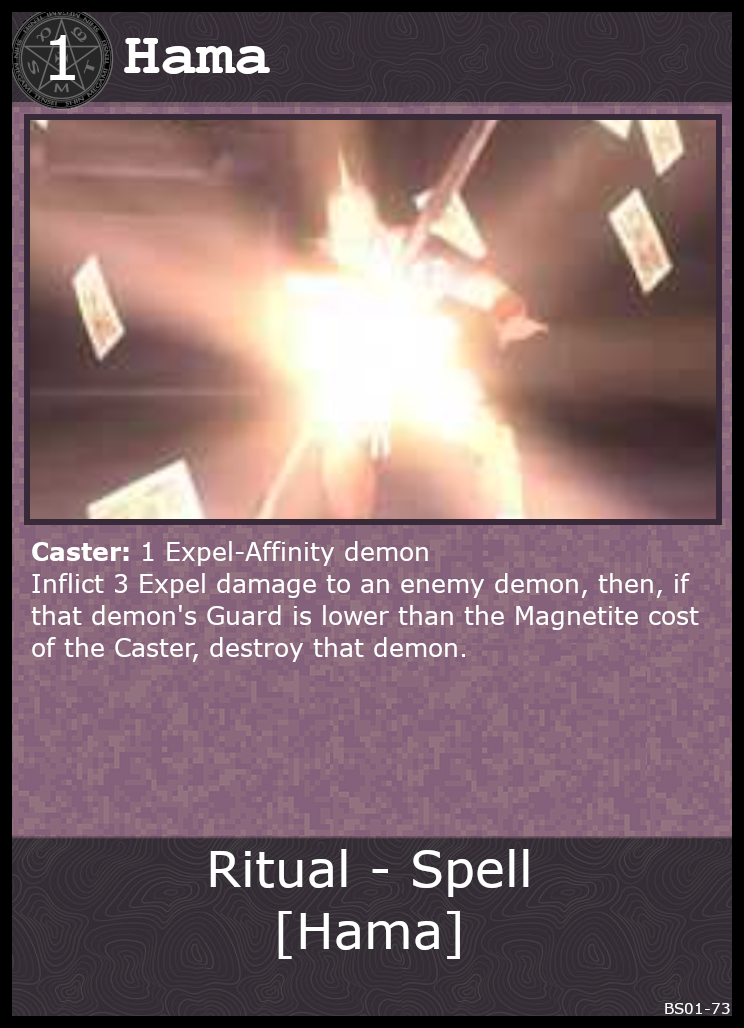 1 Hama
Caster: 1 Expel-Affinity demon
Inflict 3 Expel damage to an enemy demon, then, if
that demon's Guard is lower than the Magnetite cost
of the Caster, destroy that demon.
Ritual - Spell
[Hama]
BS01-73